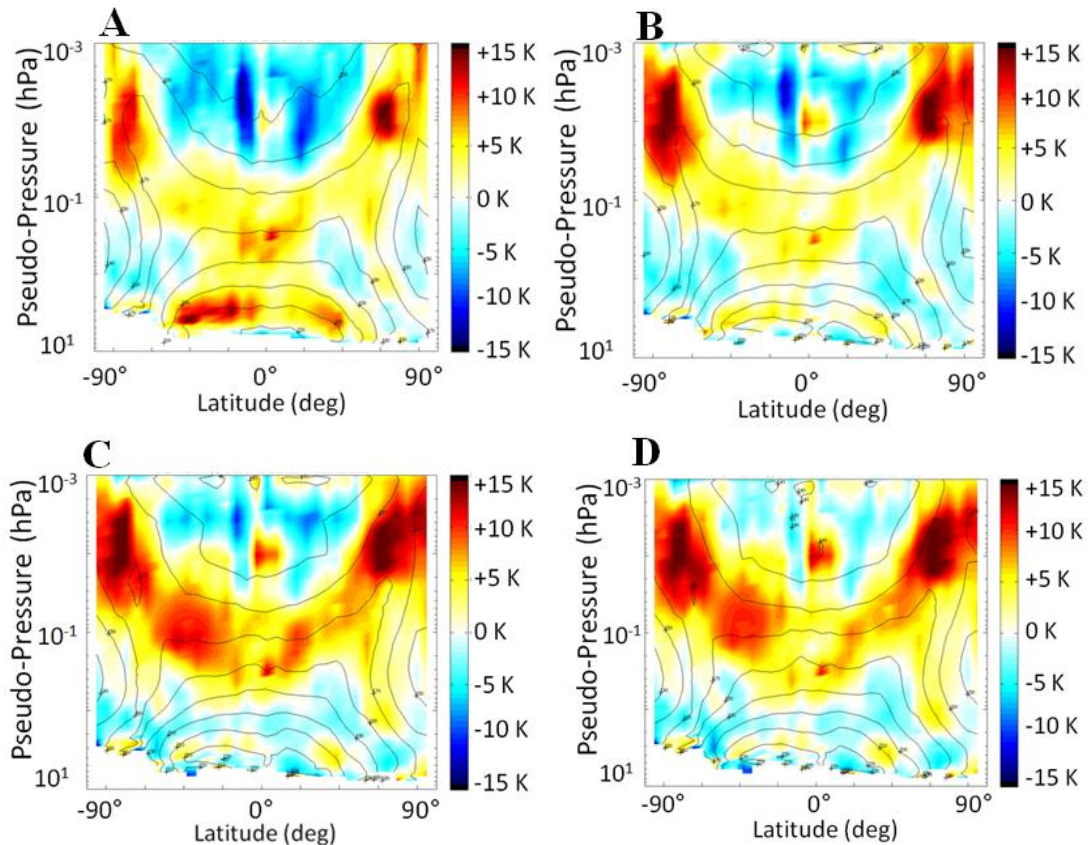 A
10-3
10-1
10¹
Pseudo-Pressure (hPa)
-90°
0°
90°
Latitude (deg)
+15 K
+10 K
+5 K
0 K
-5 K
-10 K
-15 K
B
10-3
10-1
10¹
Pseudo-Pressure (hPa)
-90°
0°
90°
Latitude (deg)
+15 K
+10 K
+5 K
0 K
-5 K
-10 K
-15 K
C
10-3
10-1
10¹
Pseudo-Pressure (hPa)
-90°
0°
90°
Latitude (deg)
+15 K
+10 K
+5 K
0 K
-5 K
-10 K
-15 K
D
10-3
10-1
10¹
Pseudo-Pressure (hPa)
-90°
0°
90°
Latitude (deg)
+15 K
+10 K
+5 K
0 K
-5 K
-10 K
-15 K